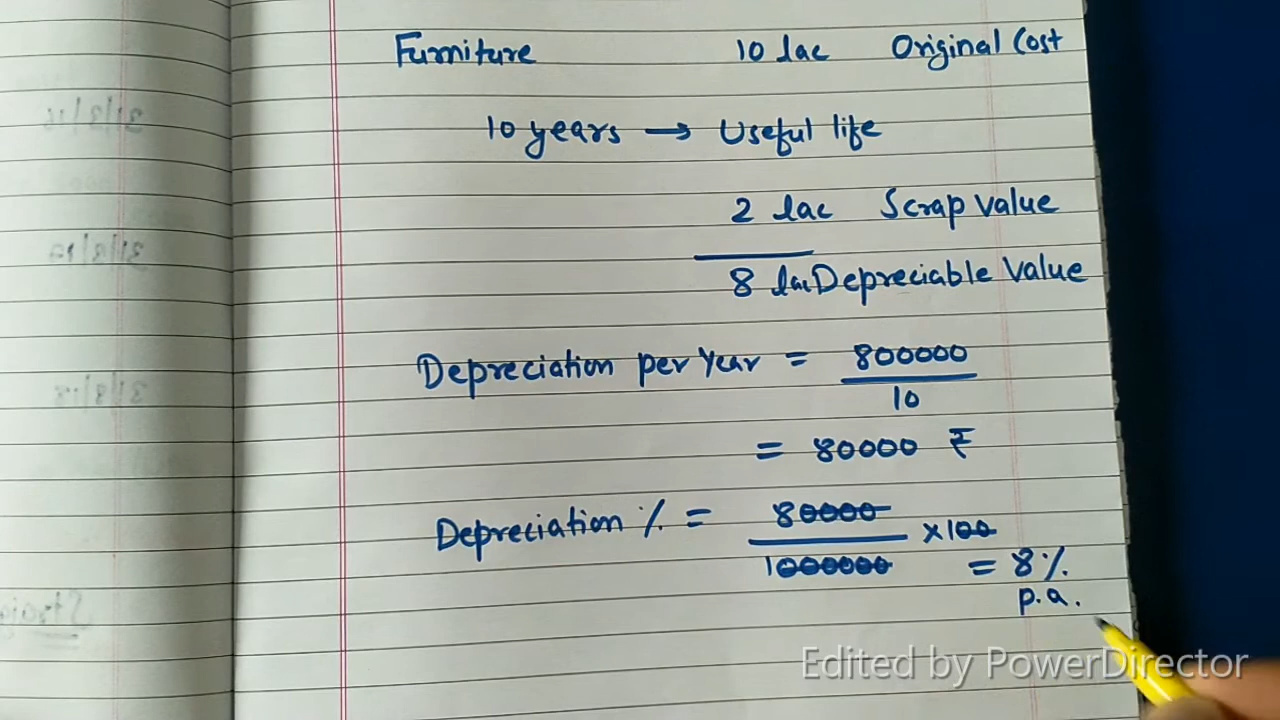 Furniture 10 lac Original Cost
10 years → Useful life
2 lac Scrap value
8 lac Depreciable Value
Depreciation per Year = 800000
10
= 80000 ₹
Depreciation % = 80000
1000000 ×100
= 8%
p.a.
Edited by PowerDirector